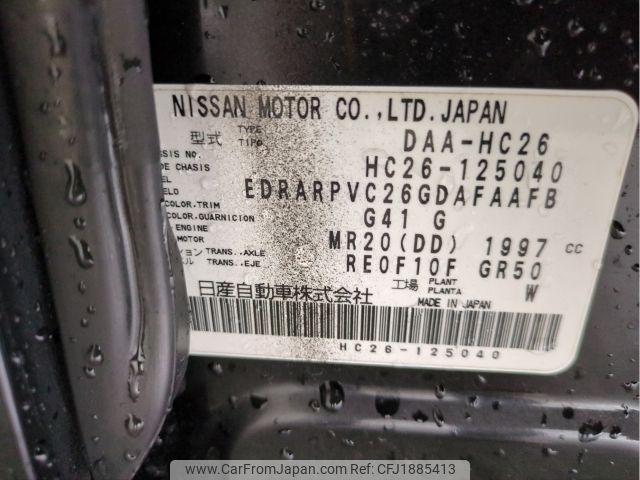 NISSAN MOTOR CO.,LTD.JAPAN
型式 TYPE TIPO DAA-HC26
CHASSIS NO.
DE CHASIS HC26-125040
EDRARPVC26GDAFAAFB
COLOR,TRIM
COLOR,GUARNICION G41 G
ENGINE
MOTOR MR20(DD) 1997 cc
TRANS.,AXLE
TRANS.,EJE RE0F10F GR50
工場 PLANT PLANTA W
日産自動車株式会社 MADE IN JAPAN
HC26-125040
www.CarFromJapan.com | Ref No: CFJ1885413